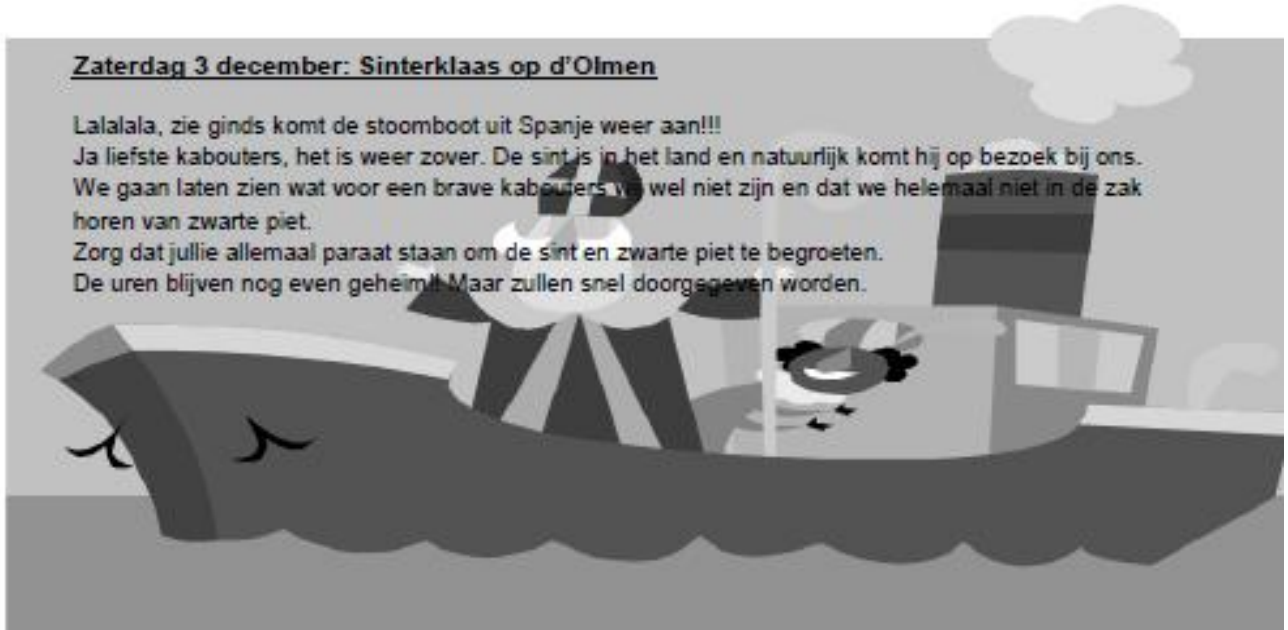 Zaterdag 3 december: Sinterklaas op d'Olmen
Lalalala, zie ginds komt de stoomboot uit Spanje weer aan!!!
Ja liefste kabouters, het is weer zover. De sint is in het land en natuurlijk komt hij op bezoek bij ons.
We gaan laten zien wat voor een brave kabouters we wel niet zijn en dat we helemaal niet in de zak
horen van zwarte piet.
Zorg dat jullie allemaal paraat staan om de sint en zwarte piet te begroeten.
De uren blijven nog even geheim!! Maar zullen snel doorgegeven worden.